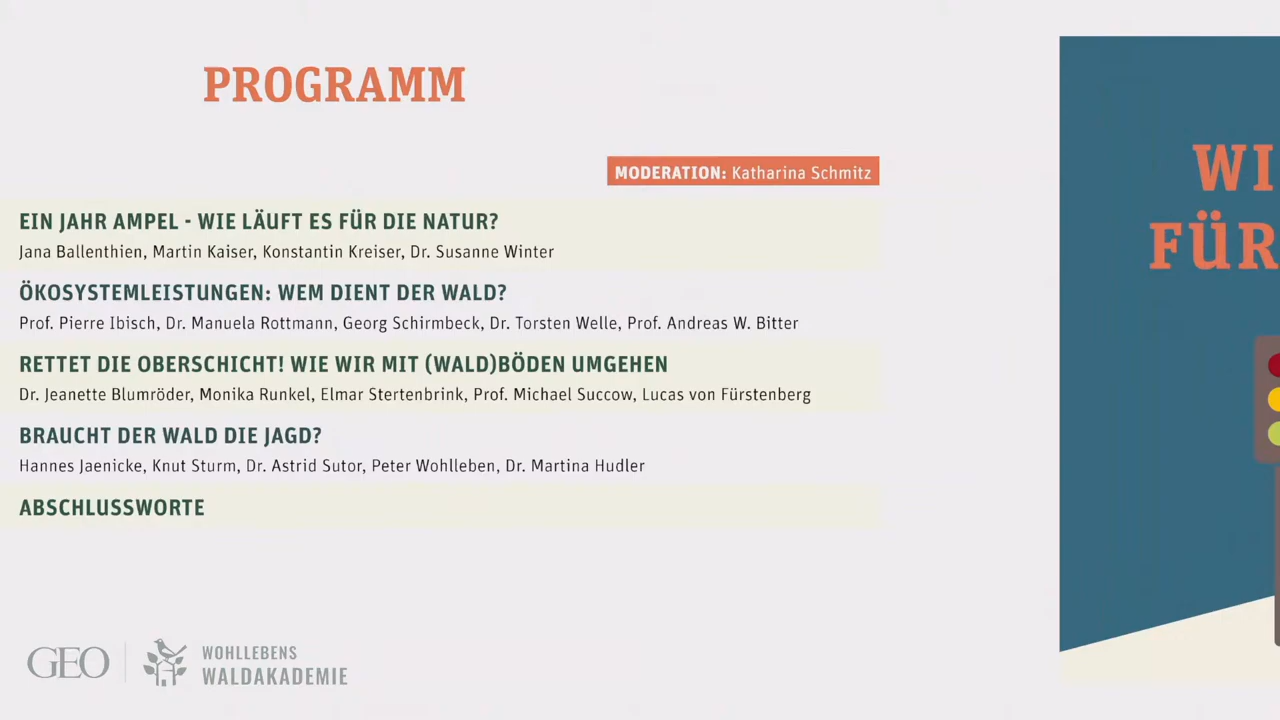 PROGRAMM
MODERATION: Katharina Schmitz
EIN JAHR AMPEL - WIE LÄUFT ES FÜR DIE NATUR?
Jana Ballenthien, Martin Kaiser, Konstantin Kreiser, Dr. Susanne Winter
ÖKOSYSTEMLEISTUNGEN: WEM DIENT DER WALD?
Prof. Pierre Ibisch, Dr. Manuela Rottmann, Georg Schirmbeck, Dr. Torsten Welle, Prof. Andreas W. Bitter
RETTET DIE OBERSCHICHT! WIE WIR MIT (WALD)BÖDEN UMGEHEN
Dr. Jeanette Blumröder, Monika Runkel, Elmar Stertenbrink, Prof. Michael Succow, Lucas von Fürstenberg
BRAUCHT DER WALD DIE JAGD?
Hannes Jaenicke, Knut Sturm, Dr. Astrid Sutor, Peter Wohlleben, Dr. Martina Hudler
ABSCHLUSSWORTE
GEO
WOHLLEBENS
WALDAKADEMIE
WI
FÜR